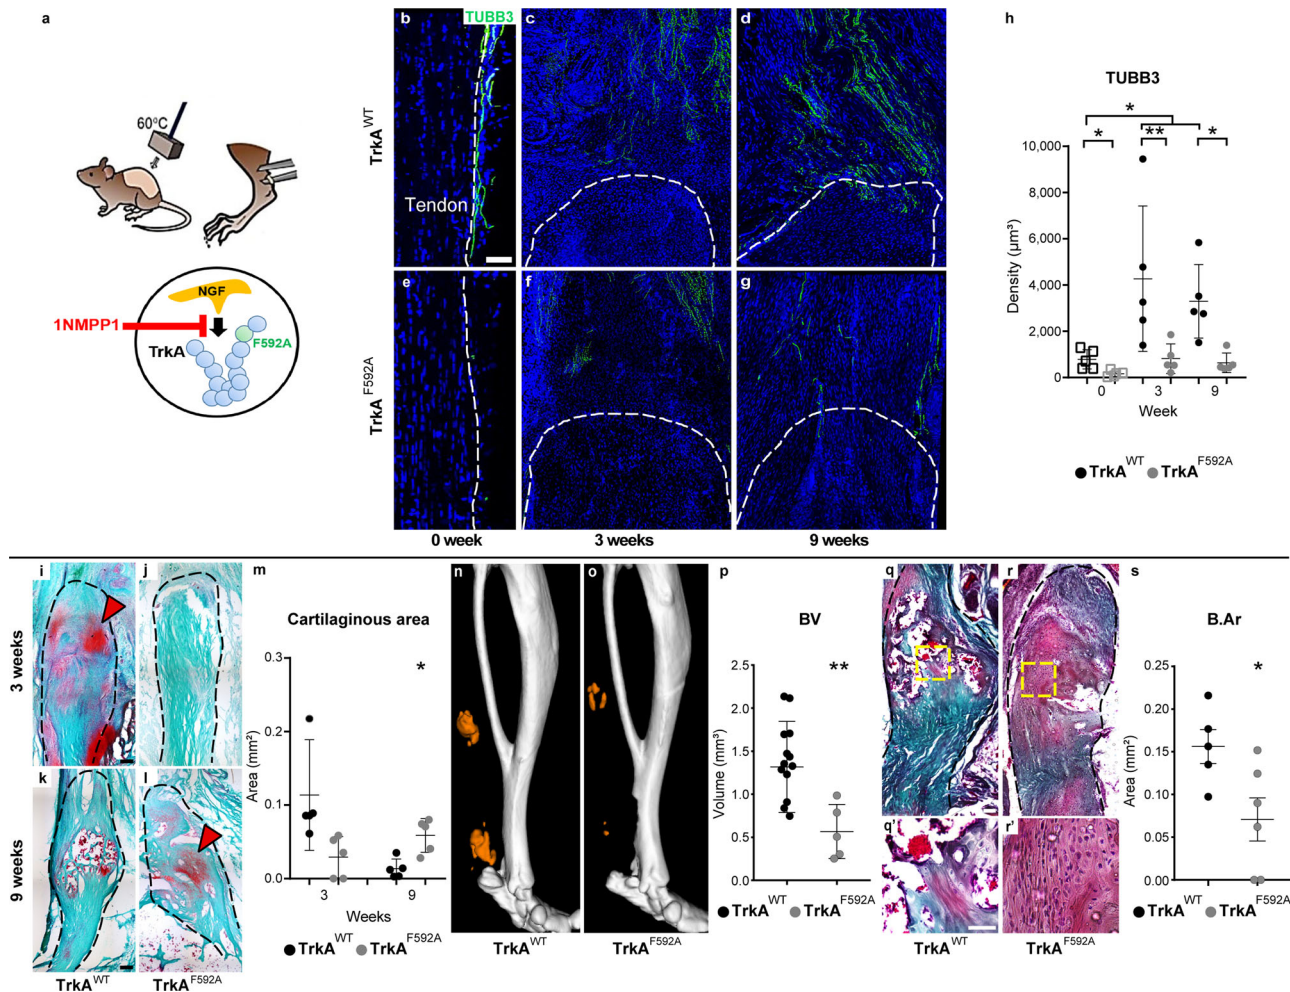 a
60°C
NGF
1NMPP1
TrkA
F592A
b
TUBB3
c
d
TrkA WT
Tendon
e
f
g
TrkA F592A
0 week
3 weeks
9 weeks
h
TUBB3
*
* ** *
10,000
8,000
6,000
4,000
2,000
0
Density (µm³)
0 3 9
Week
TrkA WT TrkA F592A
i
j
3 weeks
k
l
9 weeks
TrkA WT TrkA F592A
m
Cartilaginous area
*
0.3
0.2
0.1
0.0
Area (mm²)
3 9
Weeks
TrkA WT TrkA F592A
n
o
TrkA WT TrkA F592A
p
BV
**
2.5
2.0
1.5
1.0
0.5
0.0
Volume (mm³)
TrkA WT TrkA F592A
q
r
q'
r'
TrkA WT TrkA F592A
s
B.Ar
*
0.25
0.20
0.15
0.10
0.05
0.00
Area (mm²)
TrkA WT TrkA F592A